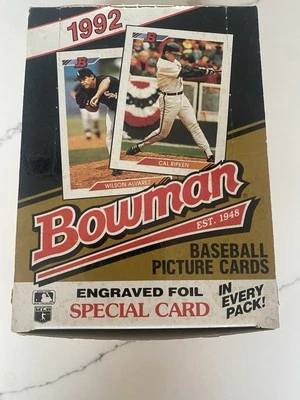 1992
WILSON ALVAREZ
CAL RIPKEN
Bowman
EST. 1948
BASEBALL
PICTURE CARDS
ENGRAVED FOIL
SPECIAL CARD
IN
EVERY
PACK!